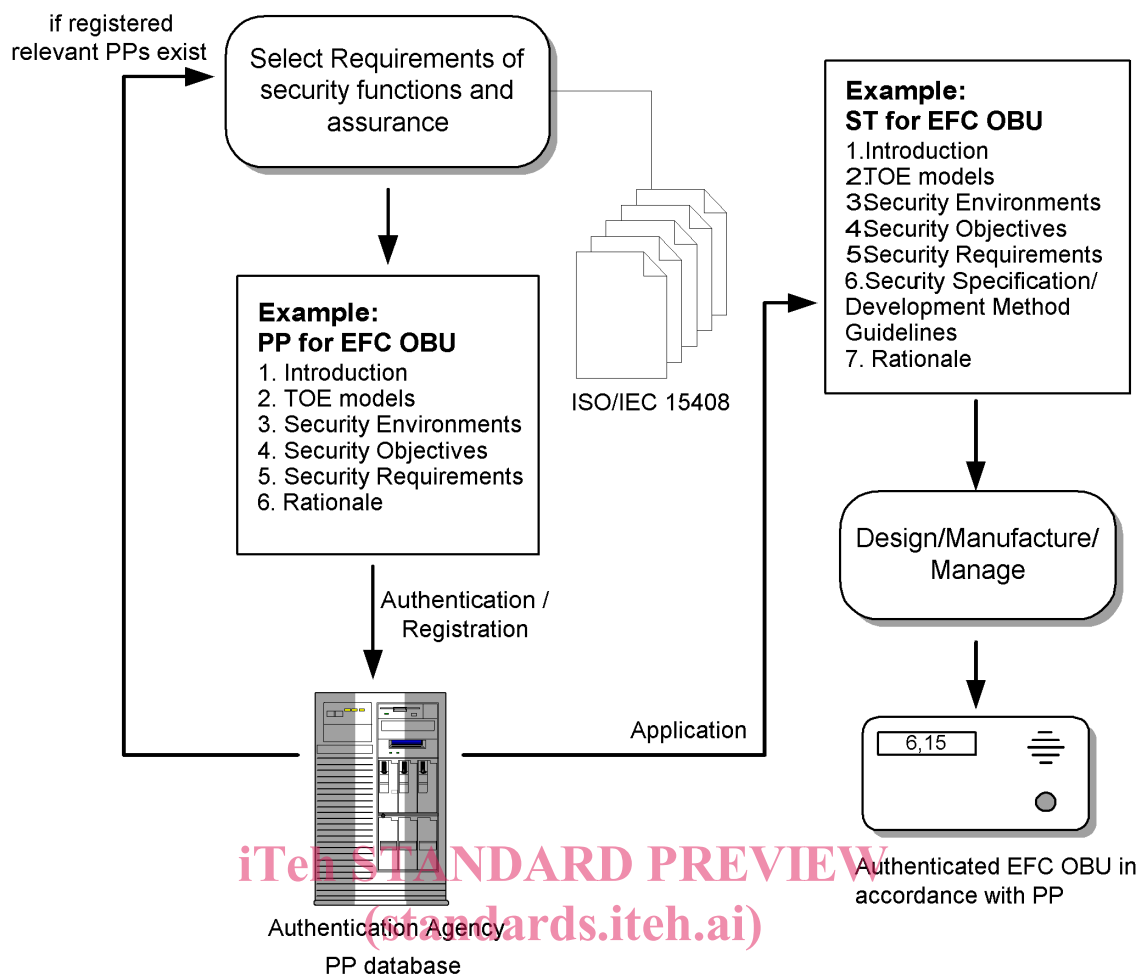 if registered
relevant PPs exist
Select Requirements of
security functions and
assurance
ISO/IEC 15408
Example:
PP for EFC OBU
1. Introduction
2. TOE models
3. Security Environments
4. Security Objectives
5. Security Requirements
6. Rationale
Authentication /
Registration
Authentication Agency
PP database
Application
Example:
ST for EFC OBU
1.Introduction
2.TOE models
3Security Environments
4Security Objectives
5Security Requirements
6.Security Specification/
Development Method
Guidelines
7. Rationale
Design/Manufacture/
Manage
6,15
Authenticated EFC OBU in
accordance with PP
iTeh STANDARD PREVIEW
(standards.iteh.ai)